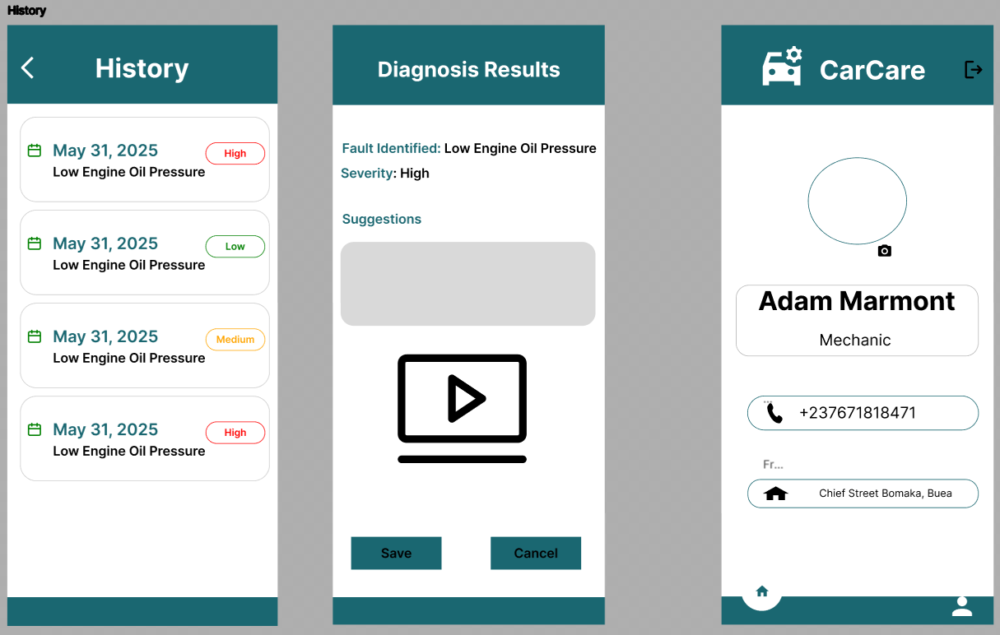 History
History
May 31, 2025
High
Low Engine Oil Pressure
May 31, 2025
Low
Low Engine Oil Pressure
May 31, 2025
Medium
Low Engine Oil Pressure
May 31, 2025
High
Low Engine Oil Pressure
Diagnosis Results
Fault Identified: Low Engine Oil Pressure
Severity: High
Suggestions
Save
Cancel
CarCare
Adam Marmont
Mechanic
...
+237671818471
Fr...
Chief Street Bomaka, Buea